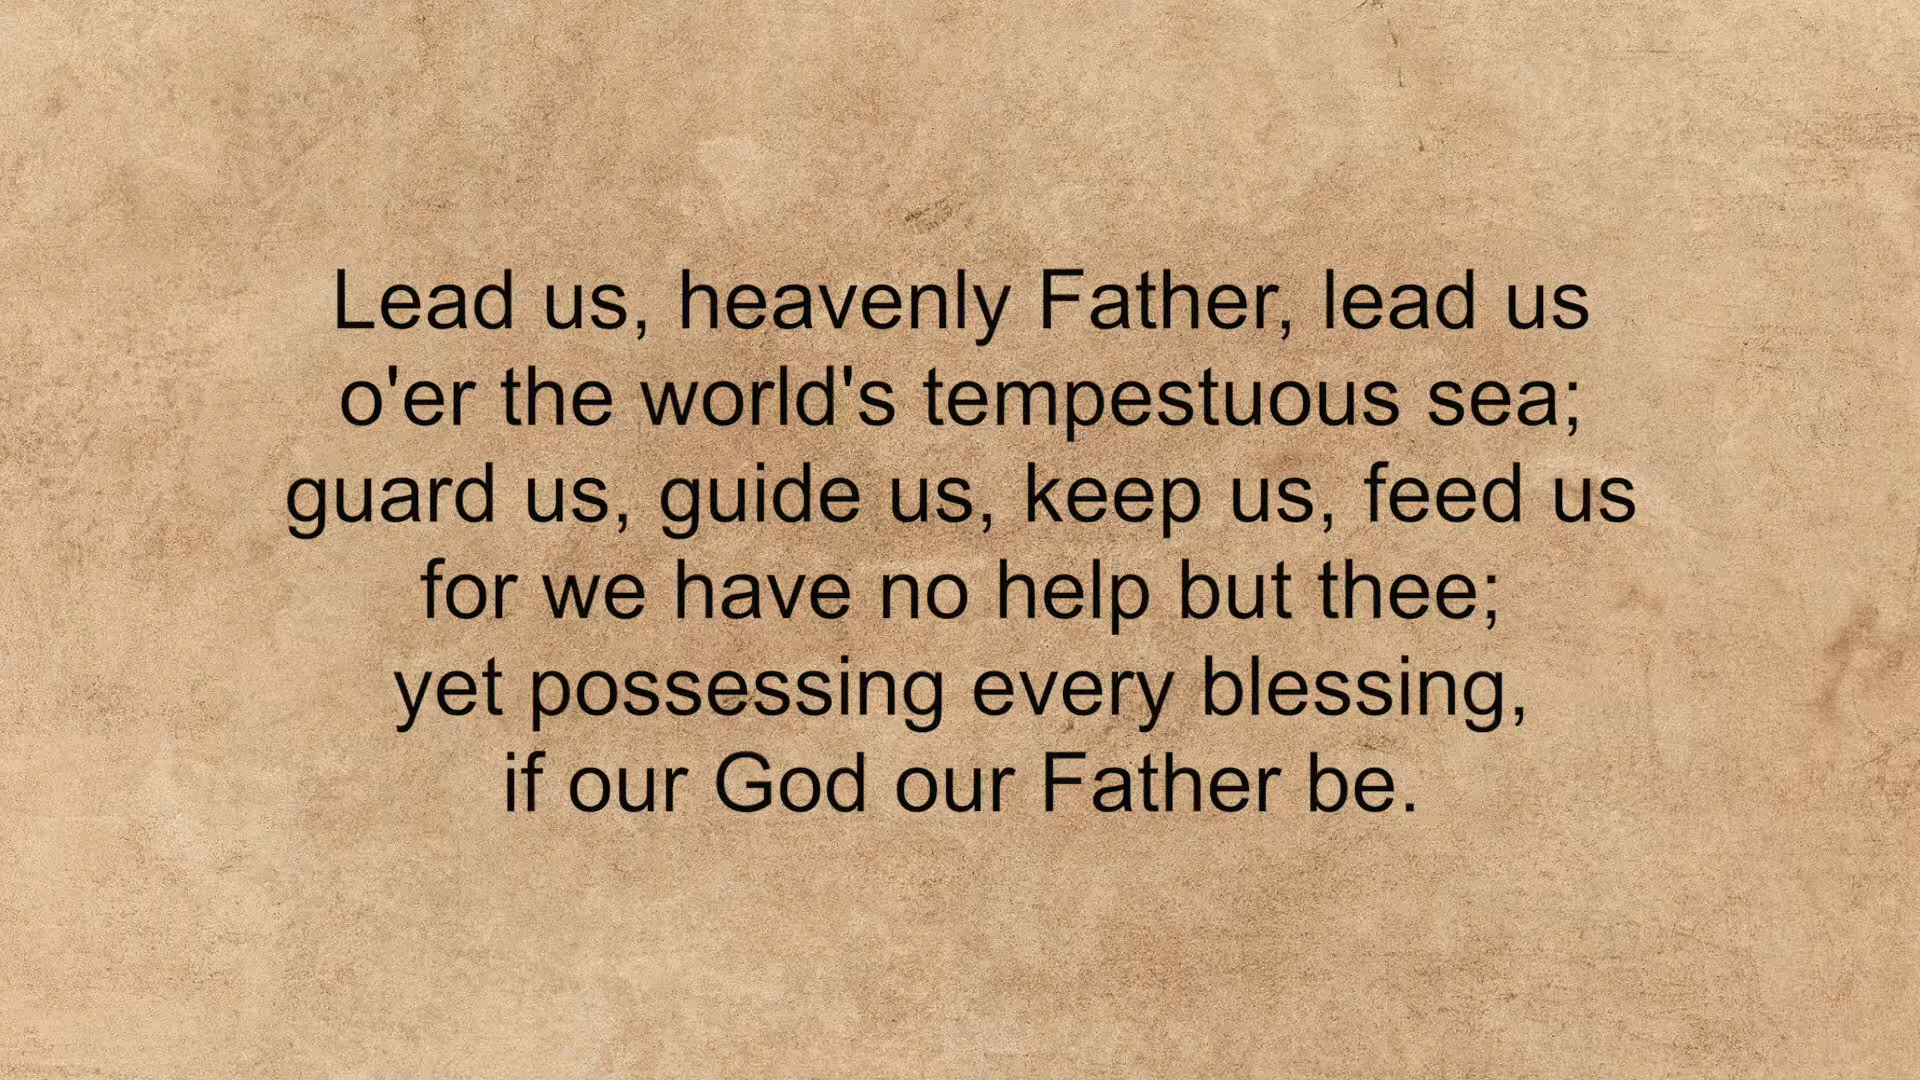 Lead us, heavenly Father, lead us
o'er the world's tempestuous sea;
guard us, guide us, keep us, feed us
for we have no help but thee;
yet possessing every blessing,
if our God our Father be.